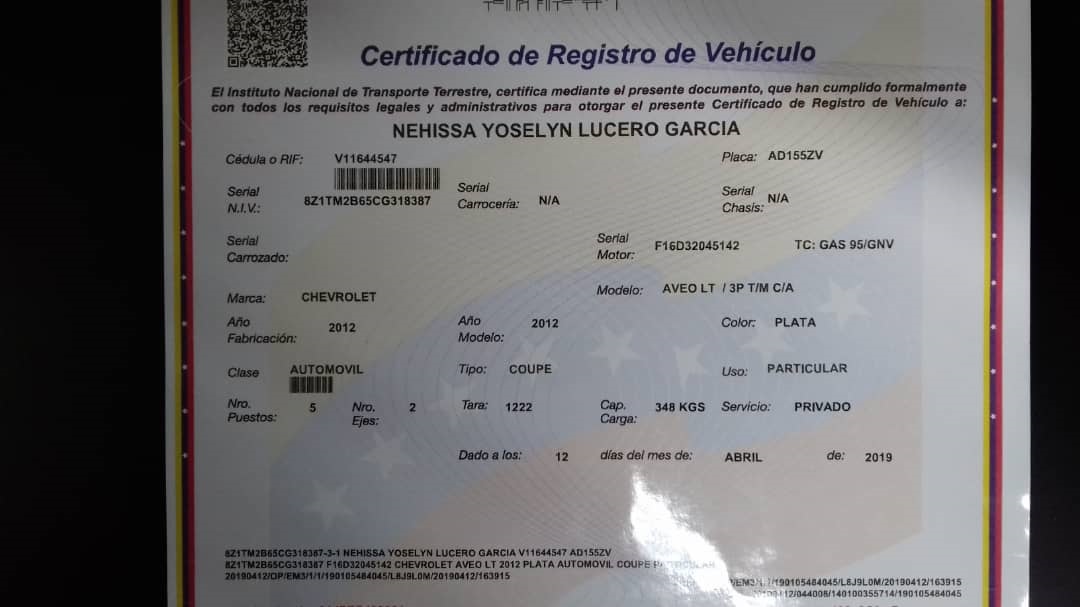 Certificado de Registro de Vehículo
El Instituto Nacional de Transporte Terrestre, certifica mediante el presente documento, que han cumplido formalmente
con todos los requisitos legales y administrativos para otorgar el presente Certificado de Registro de Vehículo a:
NEHISSA YOSELYN LUCERO GARCIA
Cédula o RIF: V11644547 Placa: AD155ZV
Serial N.I.V.: 8Z1TM2B65CG318387 Serial Carrocería: N/A Serial Chasis: N/A
Serial Carrozado: Serial Motor: F16D32045142 TC: GAS 95/GNV
Marca: CHEVROLET Modelo: AVEO LT / 3P T/M C/A
Año Fabricación: 2012 Año Modelo: 2012 Color: PLATA
Clase AUTOMOVIL Tipo: COUPE Uso: PARTICULAR
Nro. Puestos: 5 Nro. Ejes: 2 Tara: 1222 Cap. Carga: 348 KGS Servicio: PRIVADO
Dado a los: 12 días del mes de: ABRIL de: 2019
8Z1TM2B65CG318387-3-1 NEHISSA YOSELYN LUCERO GARCIA V11644547 AD155ZV
8Z1TM2B65CG318387 F16D32045142 CHEVROLET AVEO LT 2012 PLATA AUTOMOVIL COUPE
20190412/OP/EM3/1/1/190105484045/L8J9L0M/20190412/163915
/EM3/1/1/190105484045/L8J9L0M/20190412/163915
20190412/044008/140100355714/190105484045